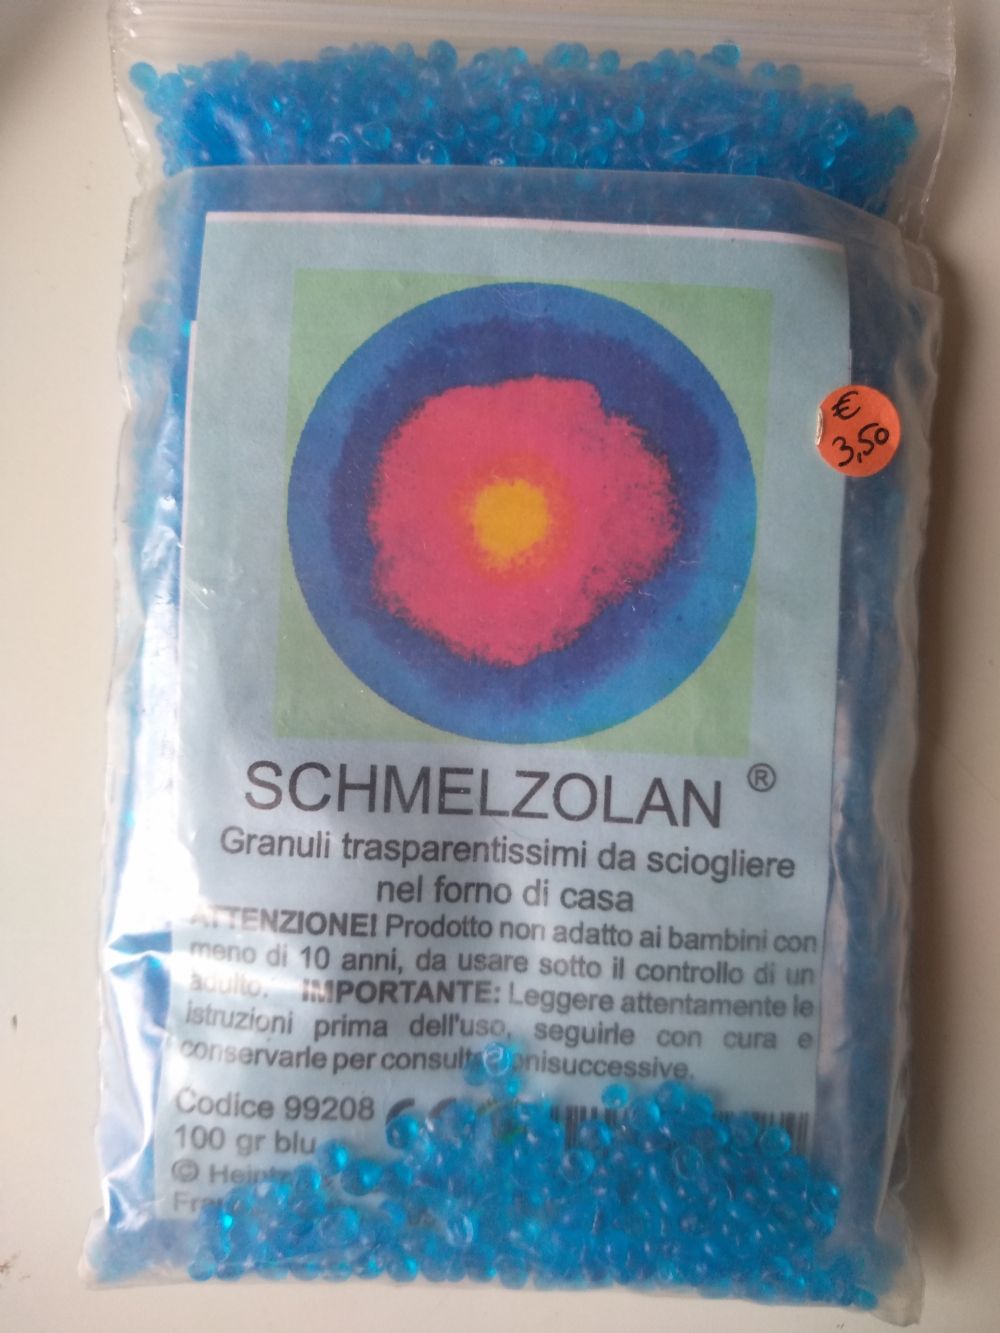 €
3,50
SCHMELZOLAN ®
Granuli trasparentissimi da sciogliere
nel forno di casa
ATTENZIONE! Prodotto non adatto ai bambini con
meno di 10 anni, da usare sotto il controllo di un
adulto. IMPORTANTE: Leggere attentamente le
istruzioni prima dell'uso, seguirle con cura e
conservarle per
Codice 99208
100 gr blu
©